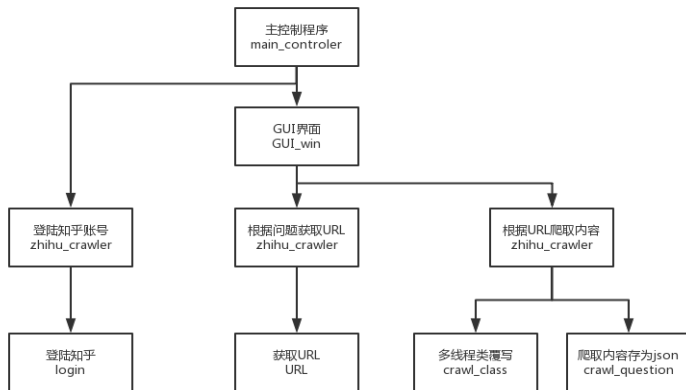 主控制程序
main_controler
GUI界面
GUI_win
登陆知乎账号
zhihu_crawler
根据问题获取URL
zhihu_crawler
根据URL爬取内容
zhihu_crawler
登陆知乎
login
获取URL
URL
多线程类覆写
crawl_class
爬取内容存为json
crawl_question